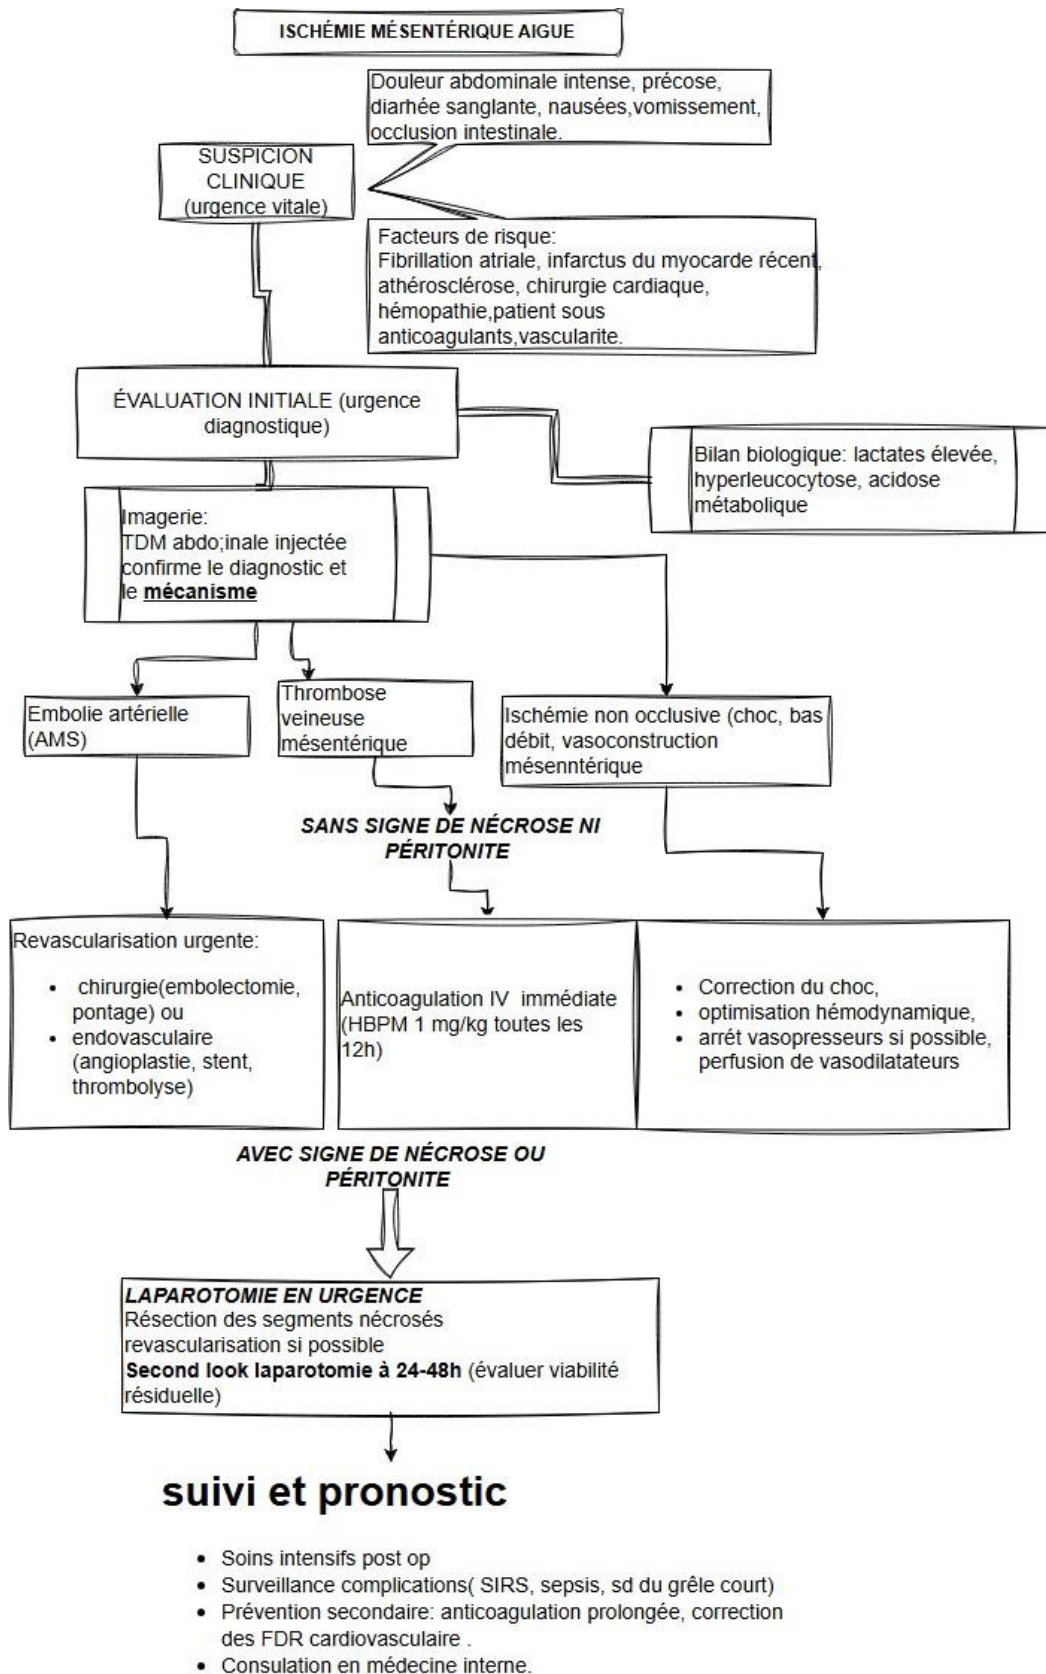 ISCHÉMIE MÉSENTÉRIQUE AIGUE
Douleur abdominale intense, précose,
diarhée sanglante, nausées,vomissement,
occlusion intestinale.
SUSPICION
CLINIQUE
(urgence vitale)
Facteurs de risque:
Fibrillation atriale, infarctus du myocarde récent,
athérosclérose, chirurgie cardiaque,
hémopathie,patient sous
anticoagulants,vascularite.
ÉVALUATION INITIALE (urgence
diagnostique)
Bilan biologique: lactates élevée,
hyperleucocytose, acidose
métabolique
Imagerie:
TDM abdo;inale injectée
confirme le diagnostic et
le mécanisme
Embolie artérielle
(AMS)
Thrombose
veineuse
mésentérique
Ischémie non occlusive (choc, bas
débit, vasoconstruction
mésenntérique
SANS SIGNE DE NÉCROSE NI
PÉRITONITE
Revascularisation urgente:
• chirurgie(embolectomie,
pontage) ou
• endovasculaire
(angioplastie, stent,
thrombolyse)
Anticoagulation IV immédiate
(HBPM 1 mg/kg toutes les
12h)
• Correction du choc,
• optimisation hémodynamique,
• arrét vasopresseurs si possible,
perfusion de vasodilatateurs
AVEC SIGNE DE NÉCROSE OU
PÉRITONITE
LAPAROTOMIE EN URGENCE
Résection des segments nécrosés
revascularisation si possible
Second look laparotomie à 24-48h (évaluer viabilité
résiduelle)
suivi et pronostic
• Soins intensifs post op
• Surveillance complications( SIRS, sepsis, sd du grêle court)
• Prévention secondaire: anticoagulation prolongée, correction
des FDR cardiovasculaire .
• Consulation en médecine interne.